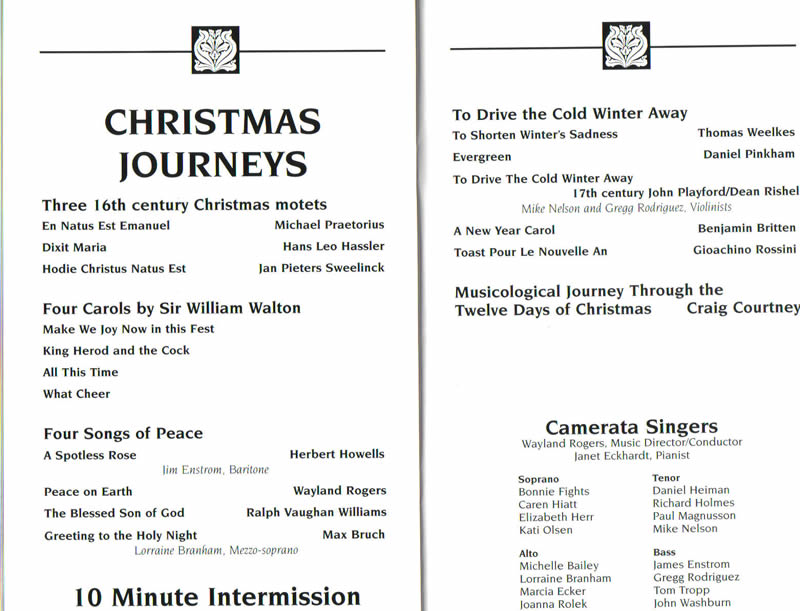 CHRISTMAS
JOURNEYS
Three 16th century Christmas motets
En Natus Est Emanuel Michael Praetorius
Dixit Maria Hans Leo Hassler
Hodie Christus Natus Est Jan Pieters Sweelinck
Four Carols by Sir William Walton
Make We Joy Now in this Fest
King Herod and the Cock
All This Time
What Cheer
Four Songs of Peace
A Spotless Rose Herbert Howells
Jim Enstrom, Baritone
Peace on Earth Wayland Rogers
The Blessed Son of God Ralph Vaughan Williams
Greeting to the Holy Night Max Bruch
Lorraine Branham, Mezzo-soprano
10 Minute Intermission
To Drive the Cold Winter Away
To Shorten Winter's Sadness Thomas Weelkes
Evergreen Daniel Pinkham
To Drive The Cold Winter Away
17th century John Playford/Dean Rishel
Mike Nelson and Gregg Rodriguez, Violinists
A New Year Carol Benjamin Britten
Toast Pour Le Nouvelle An Gioachino Rossini
Musicological Journey Through the
Twelve Days of Christmas Craig Courtney
Camerata Singers
Wayland Rogers, Music Director/Conductor
Janet Eckhardt, Pianist
Soprano
Bonnie Fights
Caren Hiatt
Elizabeth Herr
Kati Olsen
Alto
Michelle Bailey
Lorraine Branham
Marcia Ecker
Joanna Rolek
Tenor
Daniel Heiman
Richard Holmes
Paul Magnusson
Mike Nelson
Bass
James Enstrom
Gregg Rodriguez
Tom Tropp
John Washburn